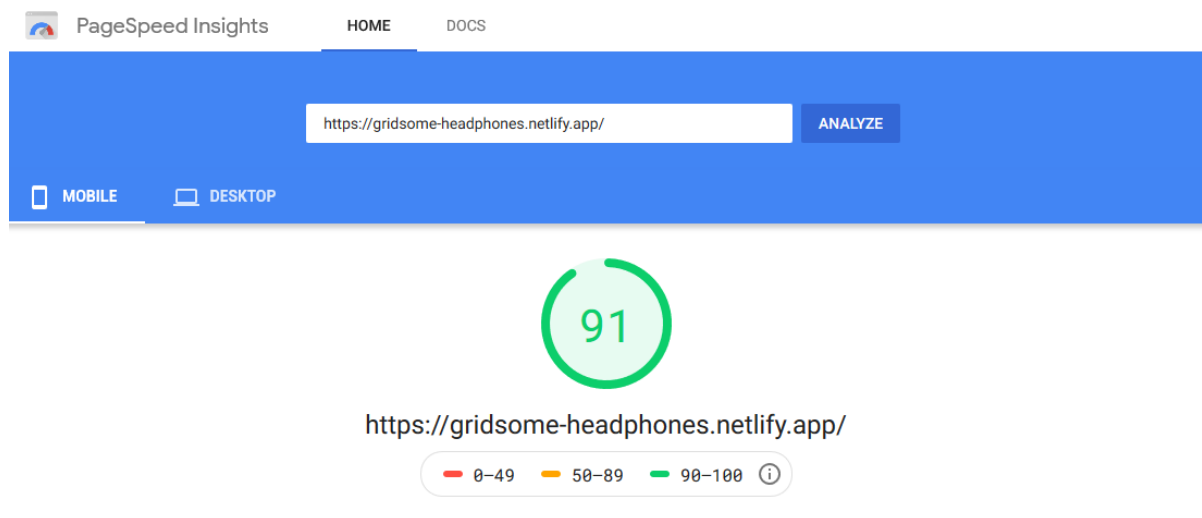 PageSpeed Insights HOME DOCS
https://gridsome-headphones.netlify.app/ ANALYZE
MOBILE DESKTOP
91
https://gridsome-headphones.netlify.app/
0–49 50–89 90–100